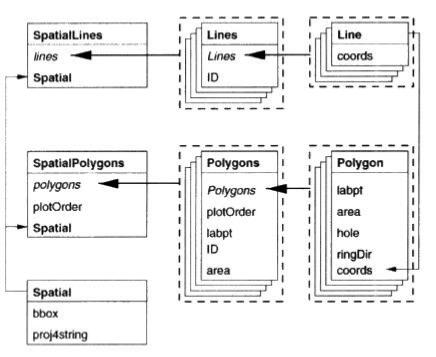 SpatialLines
lines
Spatial
Lines
Lines
ID
Line
coords
SpatialPolygons
polygons
plotOrder
Spatial
Polygons
Polygons
plotOrder
labpt
ID
area
Polygon
labpt
area
hole
ringDir
coords
Spatial
bbox
proj4string